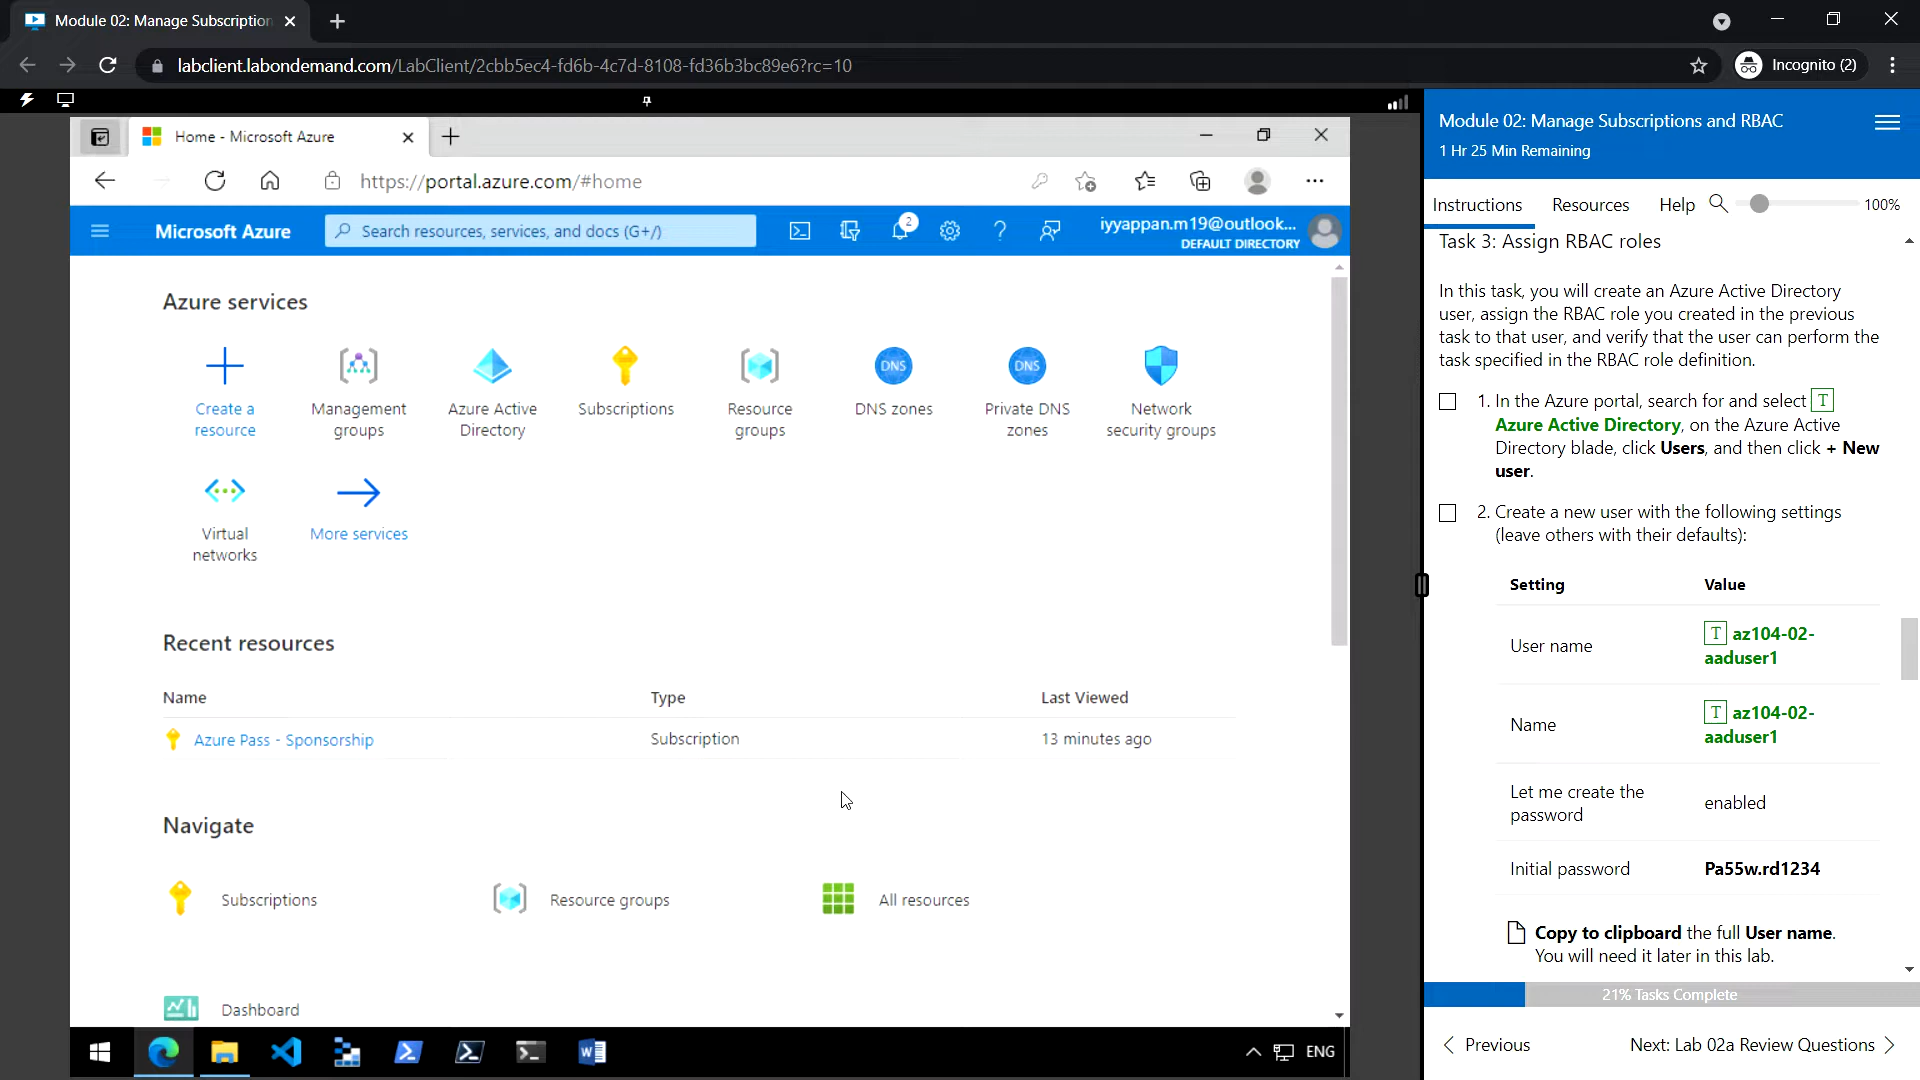 Module 02: Manage Subscription
labclient.labondemand.com/LabClient/2cbb5ec4-fd6b-4c7d-8108-fd36b3bc89e6?rc=10
Incognito (2)
Home - Microsoft Azure
https://portal.azure.com/#home
Microsoft Azure
Search resources, services, and docs (G+/)
2
iyyappan.m19@outlook...
DEFAULT DIRECTORY
Azure services
Create a
resource
Management
groups
Azure Active
Directory
Subscriptions
Resource
groups
DNS
DNS zones
DNS
Private DNS
zones
Network
security groups
Virtual
networks
More services
Recent resources
Name Type Last Viewed
Azure Pass - Sponsorship Subscription 13 minutes ago
Navigate
Subscriptions Resource groups All resources
Dashboard
ENG
Module 02: Manage Subscriptions and RBAC
1 Hr 25 Min Remaining
Instructions Resources Help 100%
Task 3: Assign RBAC roles
In this task, you will create an Azure Active Directory
user, assign the RBAC role you created in the previous
task to that user, and verify that the user can perform the
task specified in the RBAC role definition.
1. In the Azure portal, search for and select T
Azure Active Directory, on the Azure Active
Directory blade, click Users, and then click + New
user.
2. Create a new user with the following settings
(leave others with their defaults):
Setting Value
User name T az104-02-
aaduser1
Name T az104-02-
aaduser1
Let me create the
password enabled
Initial password Pa55w.rd1234
Copy to clipboard the full User name.
You will need it later in this lab.
21% Tasks Complete
Previous Next: Lab 02a Review Questions